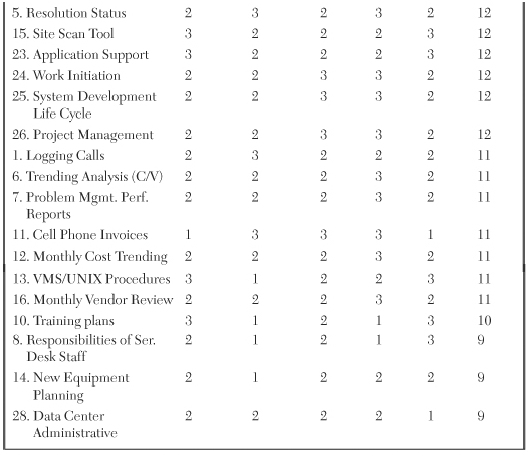 5. Resolution Status 2 3 2 3 2 12
15. Site Scan Tool 3 2 2 2 3 12
23. Application Support 3 2 2 2 3 12
24. Work Initiation 2 2 3 3 2 12
25. System Development 2 2 3 3 2 12
Life Cycle
26. Project Management 2 2 3 3 2 12
1. Logging Calls 2 3 2 2 2 11
6. Trending Analysis (C/V) 2 2 2 3 2 11
7. Problem Mgmt. Perf. 2 2 2 3 2 11
Reports
11. Cell Phone Invoices 1 3 3 3 1 11
12. Monthly Cost Trending 2 2 2 3 2 11
13. VMS/UNIX Procedures 3 1 2 2 3 11
16. Monthly Vendor Review 2 2 2 3 2 11
10. Training plans 3 1 2 1 3 10
8. Responsibilities of Ser. 2 1 2 1 3 9
Desk Staff
14. New Equipment 2 1 2 2 2 9
Planning
28. Data Center 2 2 2 2 1 9
Administrative